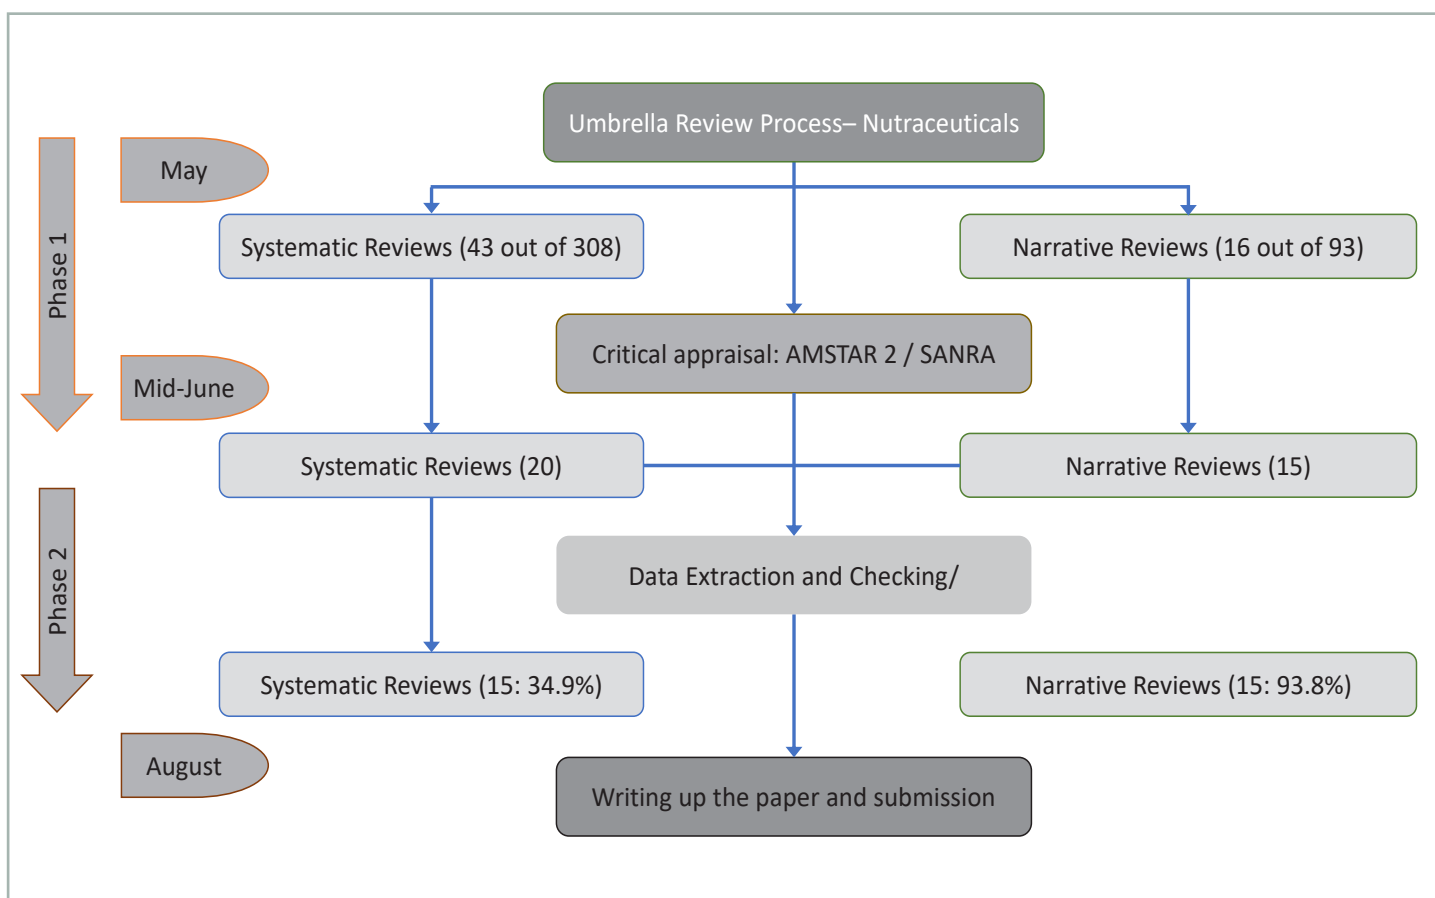 Umbrella Review Process– Nutraceuticals
May
Phase 1
Systematic Reviews (43 out of 308)
Narrative Reviews (16 out of 93)
Critical appraisal: AMSTAR 2 / SANRA
Mid-June
Systematic Reviews (20)
Narrative Reviews (15)
Phase 2
Data Extraction and Checking/
Systematic Reviews (15: 34.9%)
Narrative Reviews (15: 93.8%)
August
Writing up the paper and submission